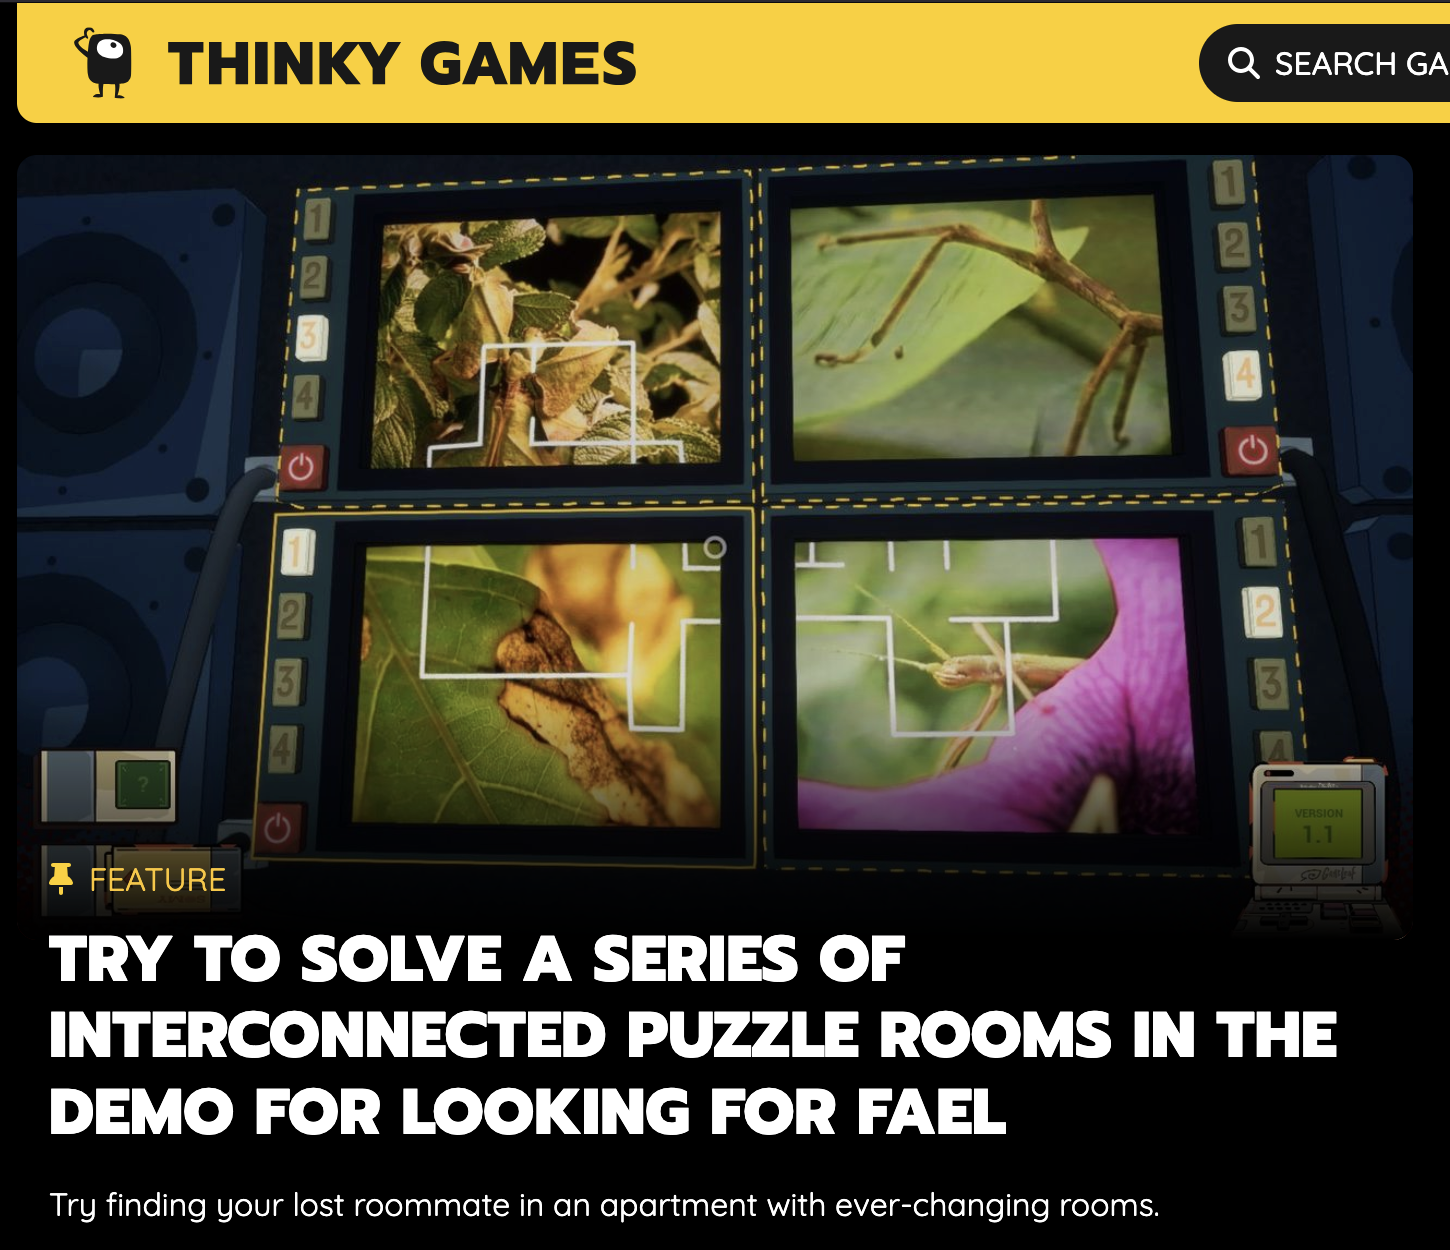 THINKY GAMES
SEARCH GA
1
2
3
4
1
2
3
4
1
2
3
4
1
2
3
4
?
VERSION
1.1
FEATURE
TRY TO SOLVE A SERIES OF
INTERCONNECTED PUZZLE ROOMS IN THE
DEMO FOR LOOKING FOR FAEL
Try finding your lost roommate in an apartment with ever-changing rooms.